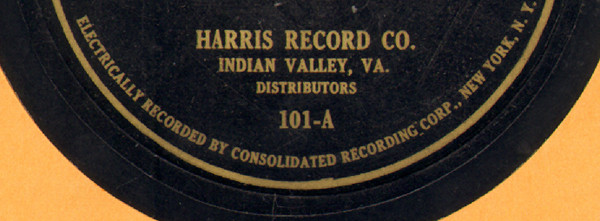 HARRIS RECORD CO.
INDIAN VALLEY, VA.
DISTRIBUTORS
101-A
ELECTRICALLY RECORDED BY CONSOLIDATED RECORDING CORP., NEW YORK, N. Y.